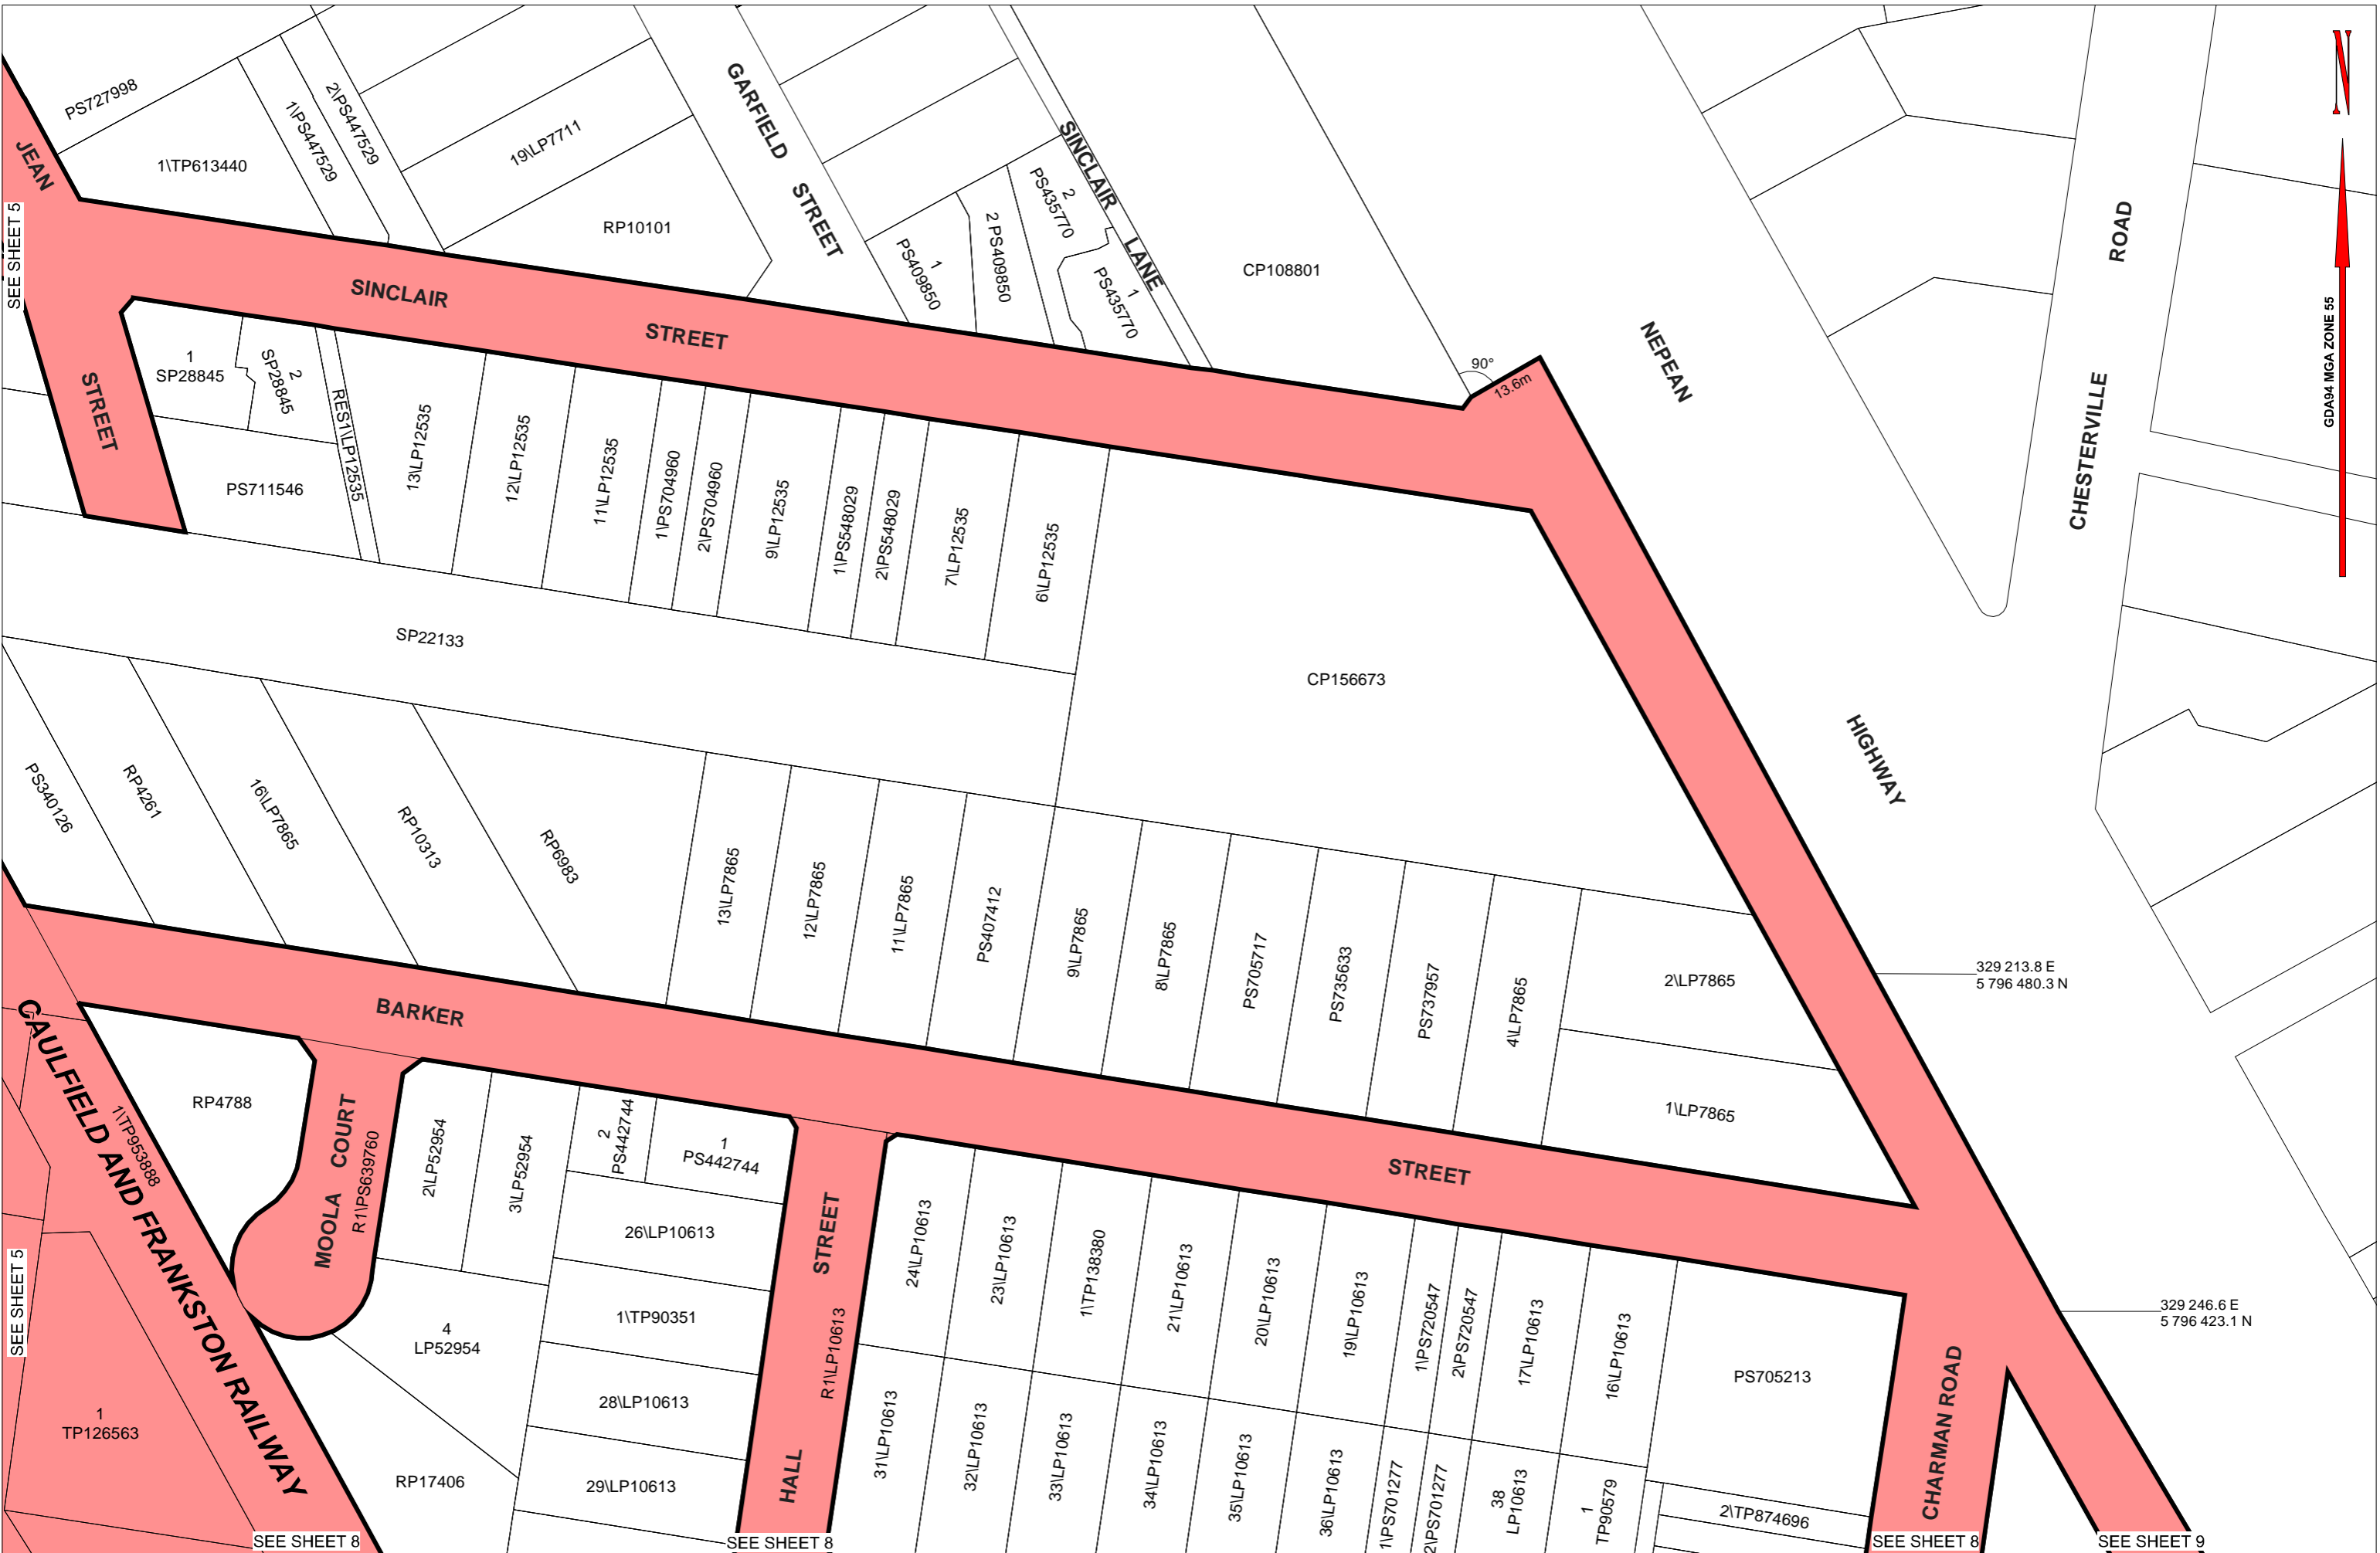 PS727998
1\TP613440
1\PS447529
2\PS447529
19\LP7711
RP10101
GARFIELD STREET
SINCLAIR LANE
1
PS409850
2 PS409850
2
PS435770
1
PS435770
CP108801
90°
13.6m
NEPEAN
HIGHWAY
CHESTERVILLE ROAD
N
GDA94 MGA ZONE 55
JEAN
STREET
SEE SHEET 5
SINCLAIR
STREET
1
SP28845
2
SP28845
RES1\LP12535
PS711546
13\LP12535
12\LP12535
11\LP12535
1\PS704960
2\PS704960
9\LP12535
1\PS548029
2\PS548029
7\LP12535
6\LP12535
SP22133
CP156673
PS340126
RP4261
16\LP7865
RP10313
RP6983
13\LP7865
12\LP7865
11\LP7865
PS407412
9\LP7865
8\LP7865
PS705717
PS735633
PS737957
4\LP7865
2\LP7865
1\LP7865
329 213.8 E
5 796 480.3 N
BARKER
STREET
CAULFIELD AND FRANKSTON RAILWAY
1\TP953888
RP4788
MOOLA COURT
R1\PS639760
2\LP52954
3\LP52954
2
PS442744
1
PS442744
26\LP10613
1\TP90351
28\LP10613
29\LP10613
4
LP52954
RP17406
HALL STREET
R1\LP10613
24\LP10613
23\LP10613
1\TP138380
21\LP10613
20\LP10613
19\LP10613
1\PS720547
2\PS720547
17\LP10613
16\LP10613
PS705213
31\LP10613
32\LP10613
33\LP10613
34\LP10613
35\LP10613
36\LP10613
1\PS701277
2\PS701277
38
LP10613
1
TP90579
2\TP874696
CHARMAN ROAD
329 246.6 E
5 796 423.1 N
SEE SHEET 5
1
TP126563
SEE SHEET 8
SEE SHEET 8
SEE SHEET 8
SEE SHEET 9